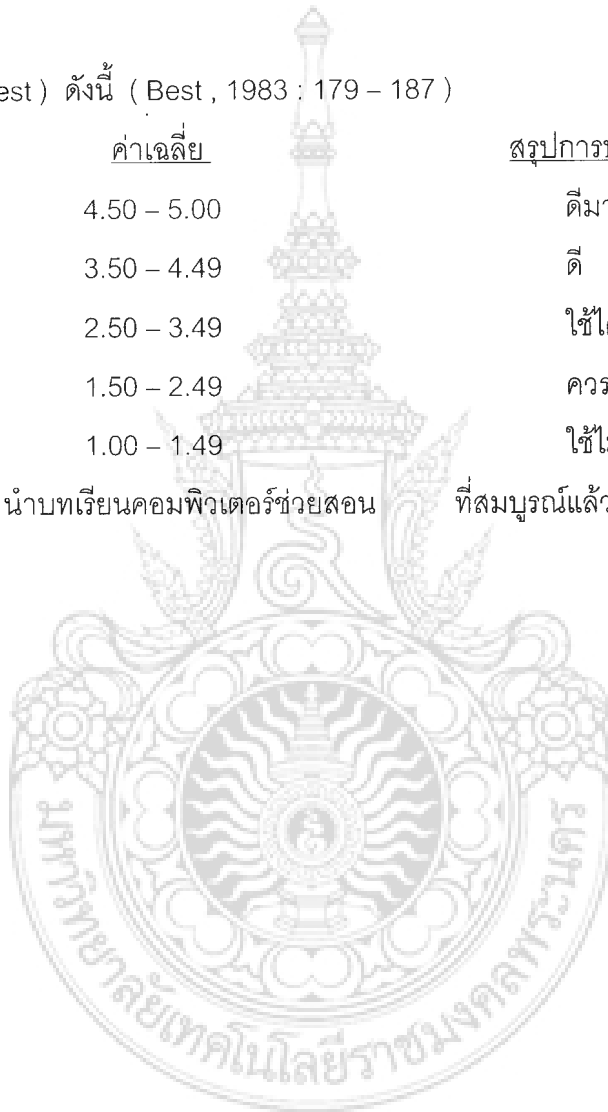 est ) ดังนี้ ( Best , 1983 : 179 – 187 )
ค่าเฉลี่ย สรุปการ
4.50 – 5.00 ดีมา
3.50 – 4.49 ดี
2.50 – 3.49 ใช้ได้
1.50 – 2.49 ควร
1.00 – 1.49 ใช้ไม
นำบทเรียนคอมพิวเตอร์ช่วยสอน ที่สมบูรณ์แล้ว
มหาวิทยาลัยเทคโนโลยีราชมงคลพระนคร